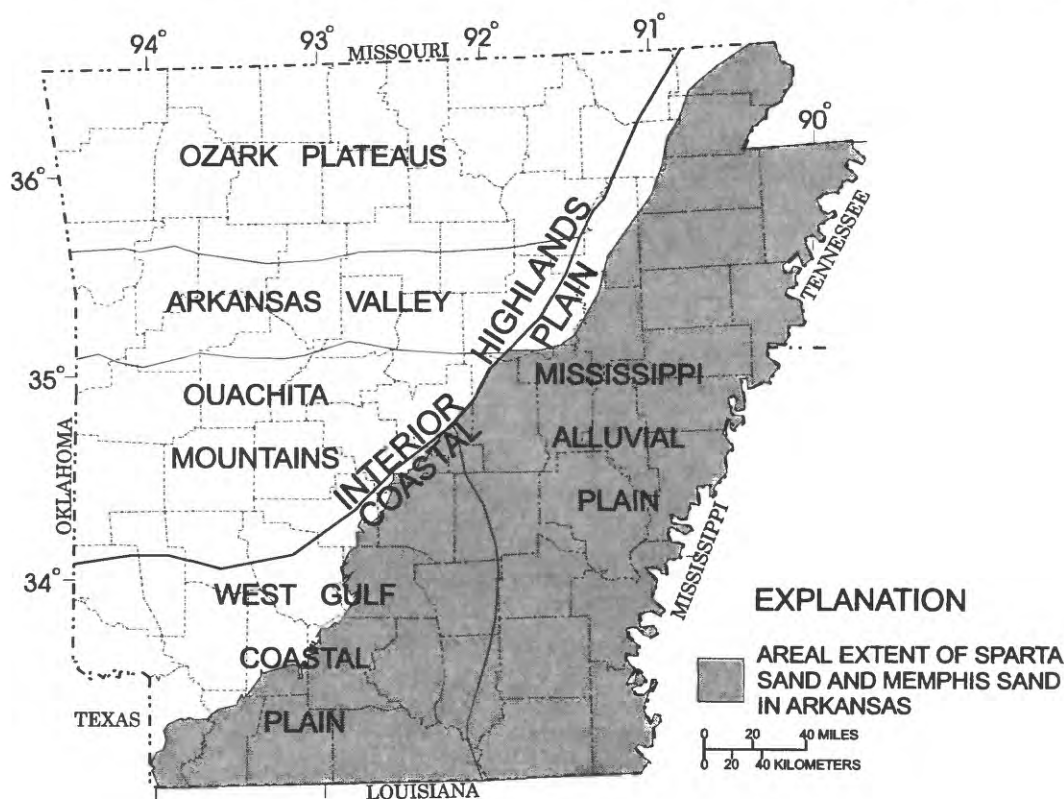 94° 93° 92° 91°
MISSOURI
90°
OZARK PLATEAUS
36°
TENNESSEE
HIGHLANDS
PLAIN
ARKANSAS VALLEY
35°
MISSISSIPPI
OUACHITA
ALLUVIAL
INTERIOR
COASTAL
MOUNTAINS
PLAIN
OKLAHOMA
MISSISSIPPI
34°
WEST GULF
EXPLANATION
COASTAL
AREAL EXTENT OF SPARTA
SAND AND MEMPHIS SAND
IN ARKANSAS
TEXAS
PLAIN
0 20 40 MILES
0 20 40 KILOMETERS
LOUISIANA